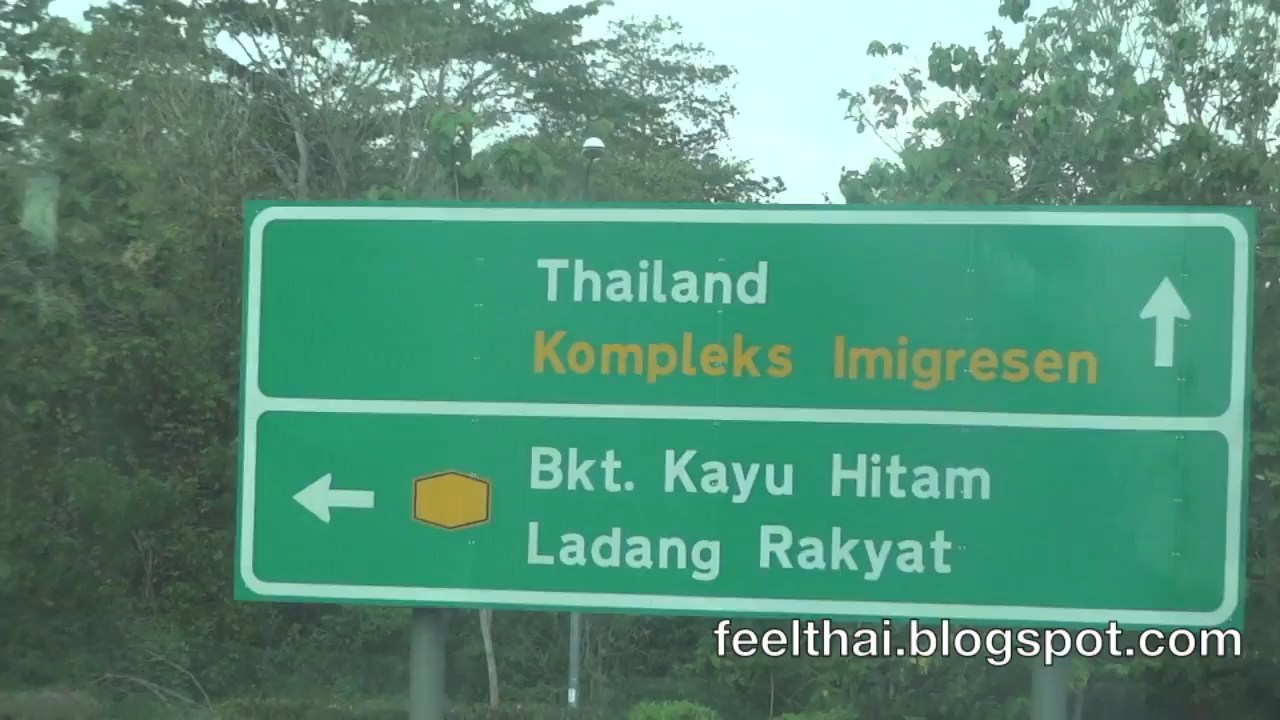 Thailand
Kompleks Imigresen
Bkt. Kayu Hitam
Ladang Rakyat
feelthai.blogspot.com